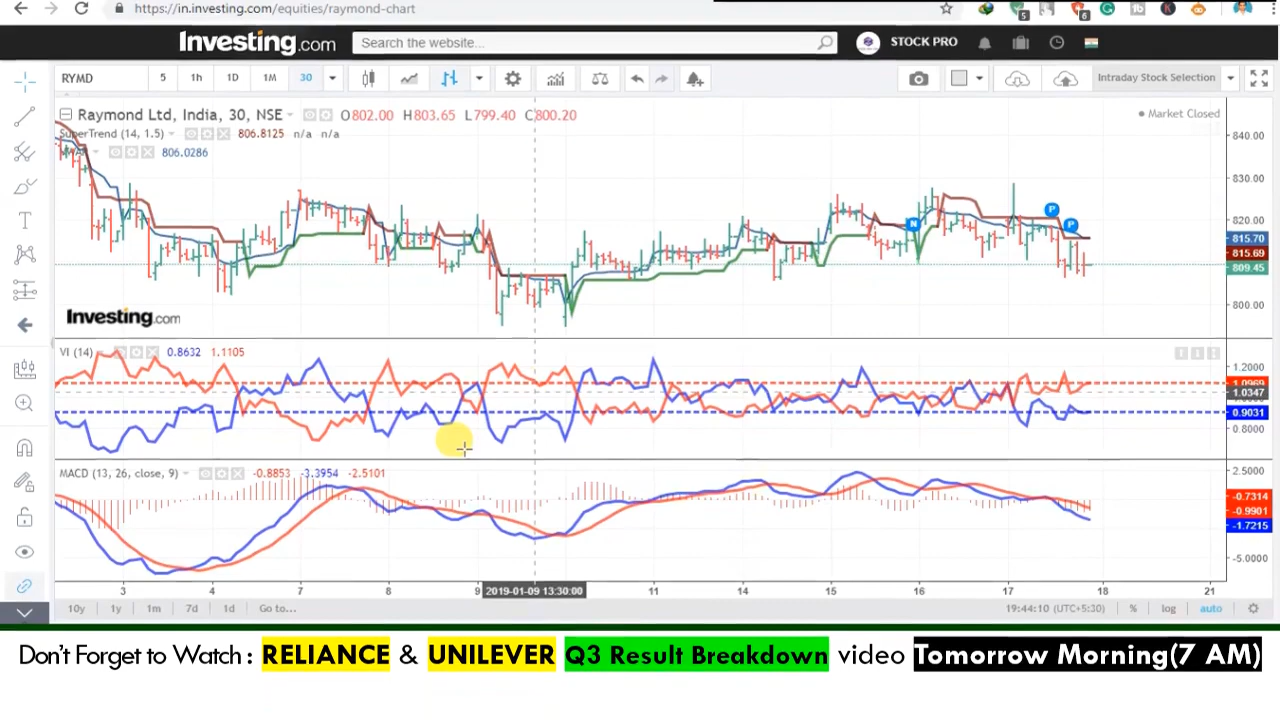 https://in.investing.com/equities/raymond-chart
5
6
Investing.com
Search the website...
STOCK PRO
RYMD
5
1h
1D
1M
30
Intraday Stock Selection
Raymond Ltd, India, 30, NSE
O802.00 H803.65 L799.40 C800.20
Market Closed
SuperTrend (14, 1.5)
806.8125 n/a n/a
806.0286
840.00
830.00
820.00
815.70
815.69
809.45
800.00
Investing.com
VI (14)
0.8632 1.1105
1.2000
1.0969
1.0347
0.9031
0.8000
MACD (13, 26, close, 9)
-0.8853 -3.3954 -2.5101
2.5000
-0.7314
-0.9901
-1.7215
-5.0000
3 4 7 8 9 2019-01-09 13:30:00 11 14 15 16 17 18 21
10y 1y 1m 7d 1d Go to...
19:44:10 (UTC+5:30) % log auto
Don't Forget to Watch : RELIANCE & UNILEVER Q3 Result Breakdown video Tomorrow Morning(7 AM)